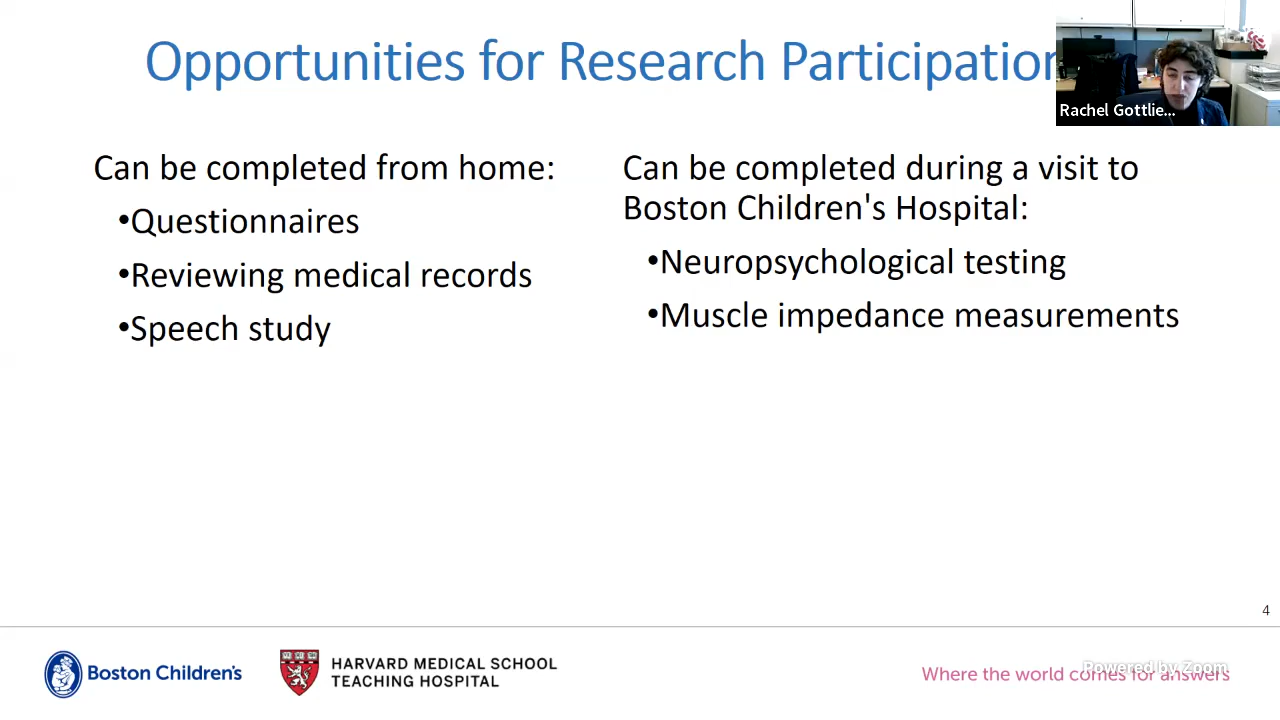 Opportunities for Research Participation
Rachel Gottlie...
Can be completed from home:
•Questionnaires
•Reviewing medical records
•Speech study
Can be completed during a visit to
Boston Children's Hospital:
•Neuropsychological testing
•Muscle impedance measurements
4
Boston Children's
HARVARD MEDICAL SCHOOL
TEACHING HOSPITAL
Where the world comes for answers
Powered by Zoom